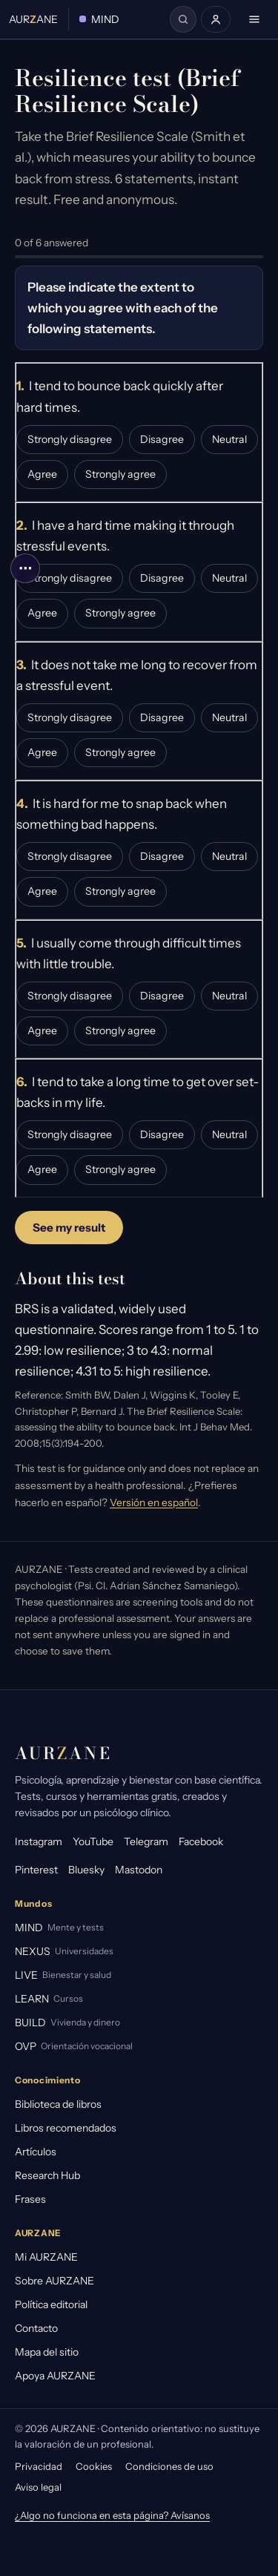 AURZANE MIND
Resilience test (Brief
Resilience Scale)
Take the Brief Resilience Scale (Smith et
al.), which measures your ability to bounce
back from stress. 6 statements, instant
result. Free and anonymous.
0 of 6 answered
Please indicate the extent to
which you agree with each of the
following statements.
1. I tend to bounce back quickly after
hard times.
Strongly disagree Disagree Neutral
Agree Strongly agree
2. I have a hard time making it through
stressful events.
Strongly disagree Disagree Neutral
Agree Strongly agree
3. It does not take me long to recover from
a stressful event.
Strongly disagree Disagree Neutral
Agree Strongly agree
4. It is hard for me to snap back when
something bad happens.
Strongly disagree Disagree Neutral
Agree Strongly agree
5. I usually come through difficult times
with little trouble.
Strongly disagree Disagree Neutral
Agree Strongly agree
6. I tend to take a long time to get over set-
backs in my life.
Strongly disagree Disagree Neutral
Agree Strongly agree
See my result
About this test
BRS is a validated, widely used
questionnaire. Scores range from 1 to 5. 1 to
2.99: low resilience; 3 to 4.3: normal
resilience; 4.31 to 5: high resilience.
Reference: Smith BW, Dalen J, Wiggins K, Tooley E,
Christopher P, Bernard J. The Brief Resilience Scale:
assessing the ability to bounce back. Int J Behav Med.
2008;15(3):194-200.
This test is for guidance only and does not replace an
assessment by a health professional. ¿Prefieres
hacerlo en español? Versión en español.
AURZANE · Tests created and reviewed by a clinical
psychologist (Psi. Cl. Adrian Sánchez Samaniego).
These questionnaires are screening tools and do not
replace a professional assessment. Your answers are
not sent anywhere unless you are signed in and
choose to save them.
AURZANE
Psicología, aprendizaje y bienestar con base científica.
Tests, cursos y herramientas gratis, creados y
revisados por un psicólogo clínico.
Instagram YouTube Telegram Facebook
Pinterest Bluesky Mastodon
Mundos
MIND Mente y tests
NEXUS Universidades
LIVE Bienestar y salud
LEARN Cursos
BUILD Vivienda y dinero
OVP Orientación vocacional
Conocimiento
Biblioteca de libros
Libros recomendados
Artículos
Research Hub
Frases
AURZANE
Mi AURZANE
Sobre AURZANE
Política editorial
Contacto
Mapa del sitio
Apoya AURZANE
© 2026 AURZANE · Contenido orientativo: no sustituye
la valoración de un profesional.
Privacidad Cookies Condiciones de uso
Aviso legal
¿Algo no funciona en esta página? Avísanos